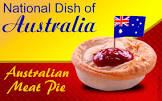 National Dish of
Australia
Australian
Meat Pie